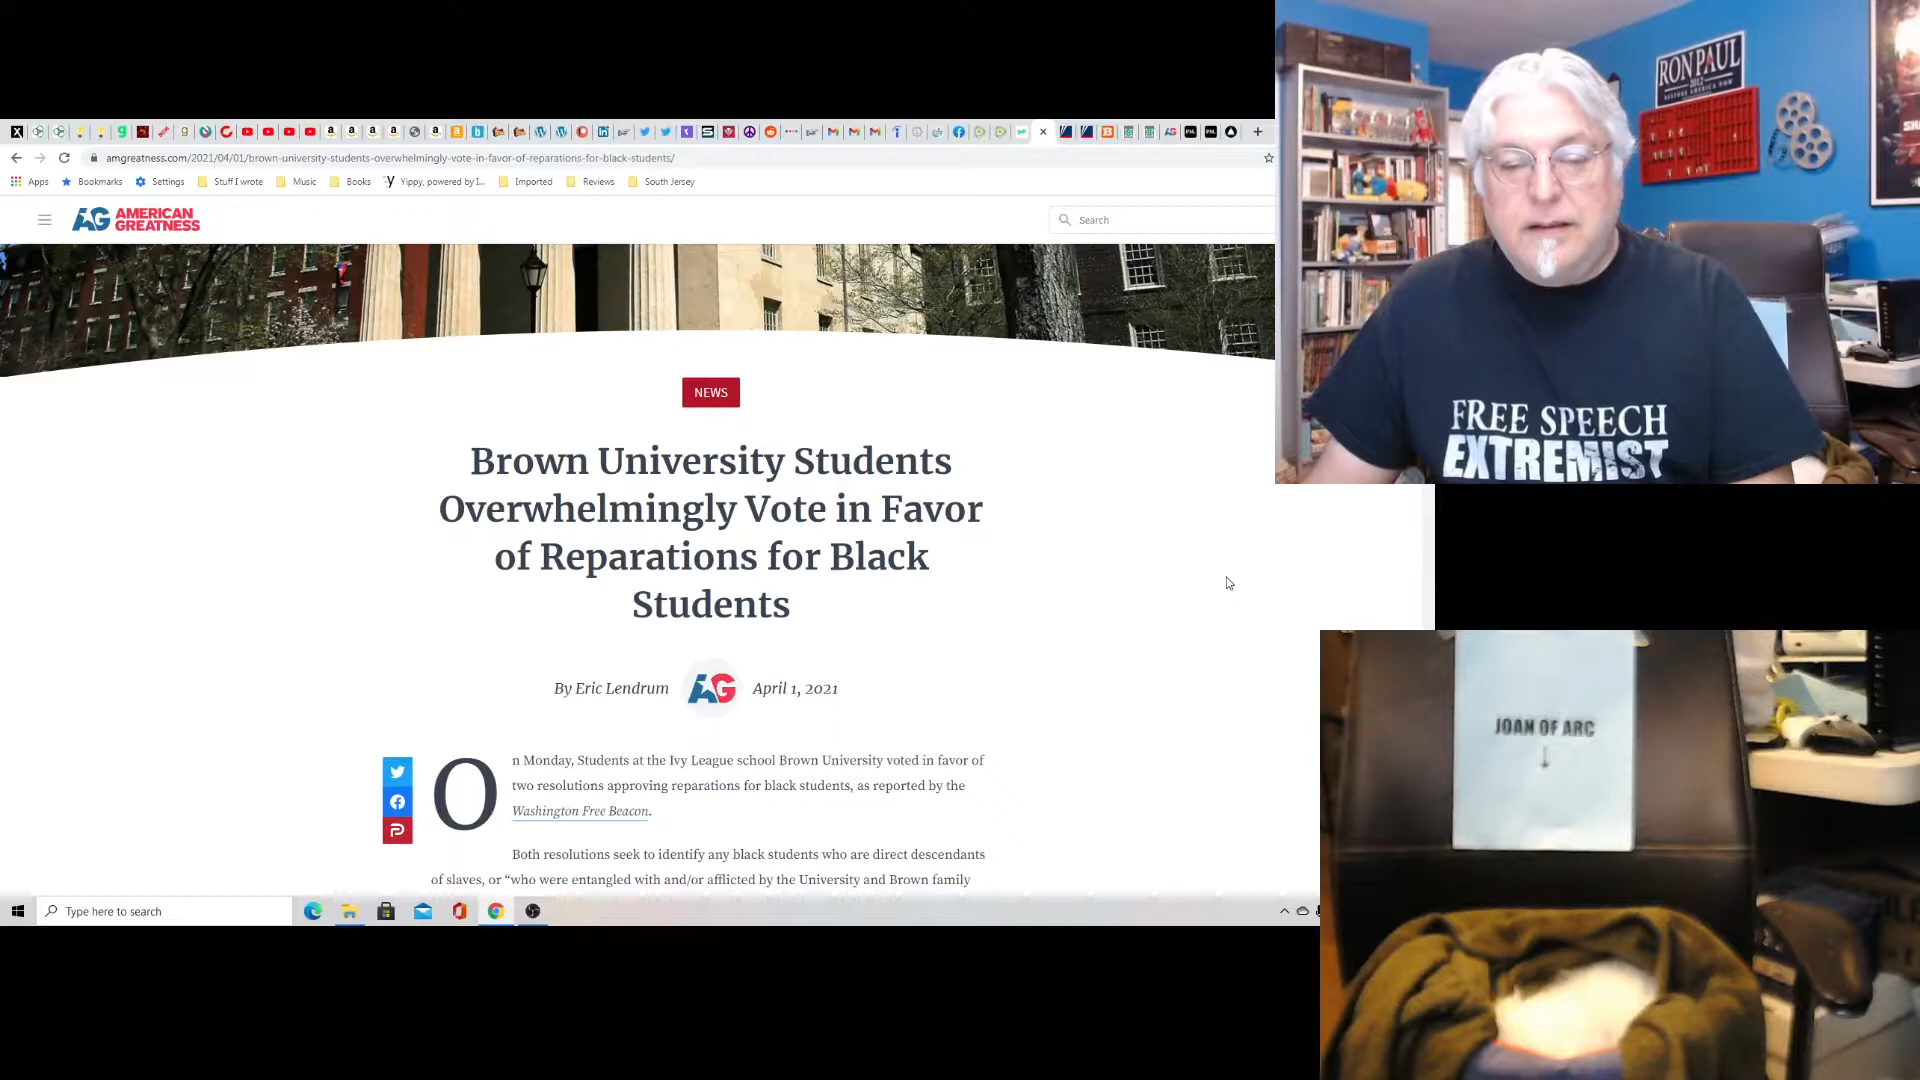 amgreatness.com/2021/04/01/brown-university-students-overwhelmingly-vote-in-favor-of-reparations-for-black-students/
Apps
Bookmarks
Settings
Stuff I wrote
Music
Books
Yippy, powered by I...
Imported
Reviews
South Jersey
AG AMERICAN GREATNESS
Search
NEWS
Brown University Students
Overwhelmingly Vote in Favor
of Reparations for Black
Students
By Eric Lendrum
AG
April 1, 2021
On Monday, Students at the Ivy League school Brown University voted in favor of
two resolutions approving reparations for black students, as reported by the
Washington Free Beacon.
Both resolutions seek to identify any black students who are direct descendants
of slaves, or “who were entangled with and/or afflicted by the University and Brown family
Type here to search
RON PAUL
2012
RESTORE AMERICA NOW
FREE SPEECH
EXTREMIST
JOAN OF ARC